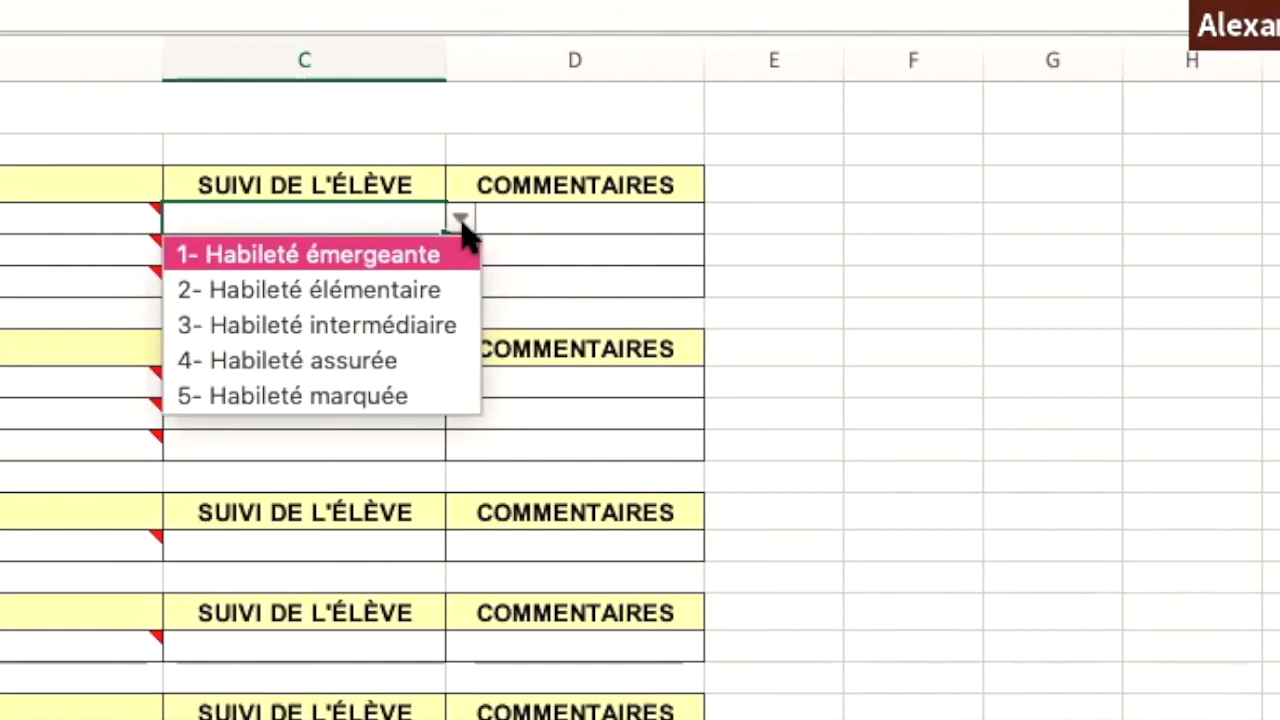 Alexa
C D E F G H
SUIVI DE L'ÉLÈVE COMMENTAIRES
1- Habileté émergeante
2- Habileté élémentaire
3- Habileté intermédiaire
COMMENTAIRES
4- Habileté assurée
5- Habileté marquée
SUIVI DE L'ÉLÈVE COMMENTAIRES
SUIVI DE L'ÉLÈVE COMMENTAIRES
SUIVI DE L'ÉLÈVE COMMENTAIRES